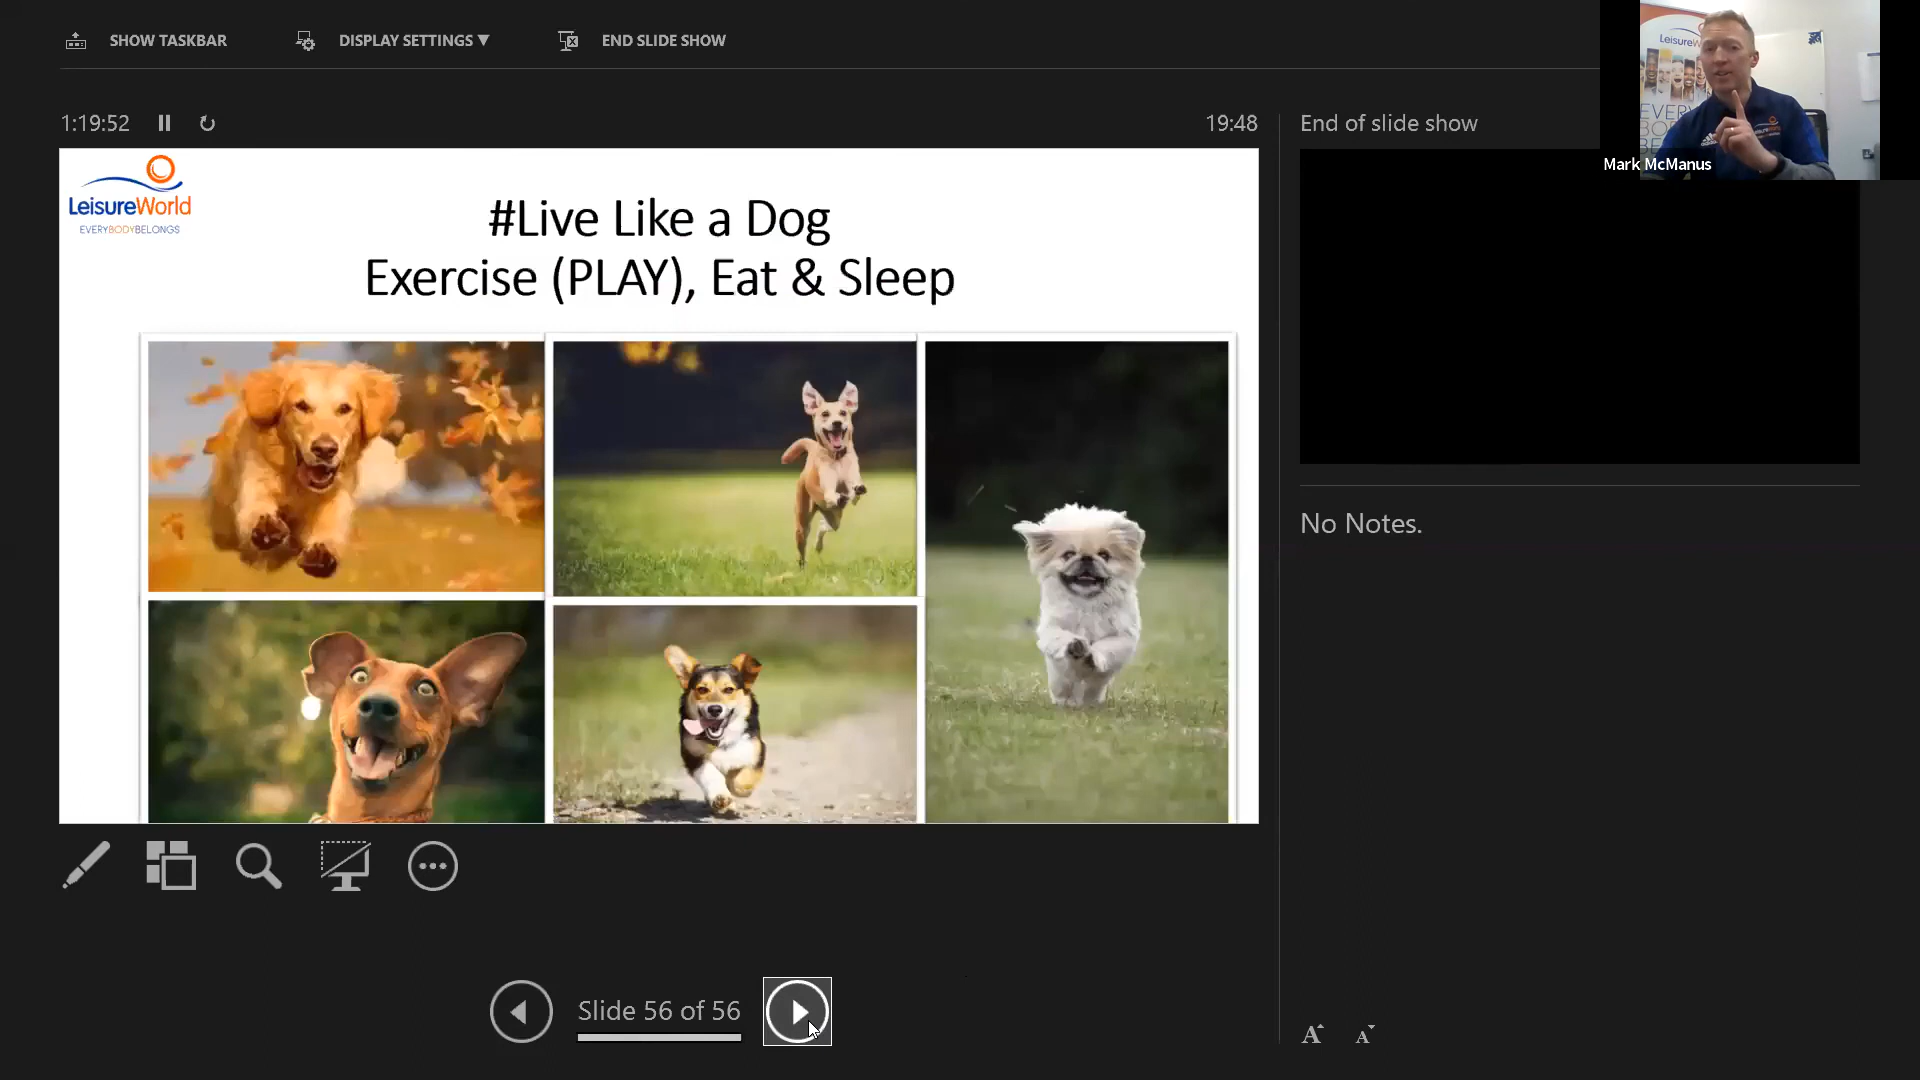 SHOW TASKBAR
DISPLAY SETTINGS ▼
END SLIDE SHOW
1:19:52
19:48
End of slide show
LeisureWorld
EVERYBODYBELONGS
#Live Like a Dog
Exercise (PLAY), Eat & Sleep
Mark McManus
No Notes.
Slide 56 of 56
A
A